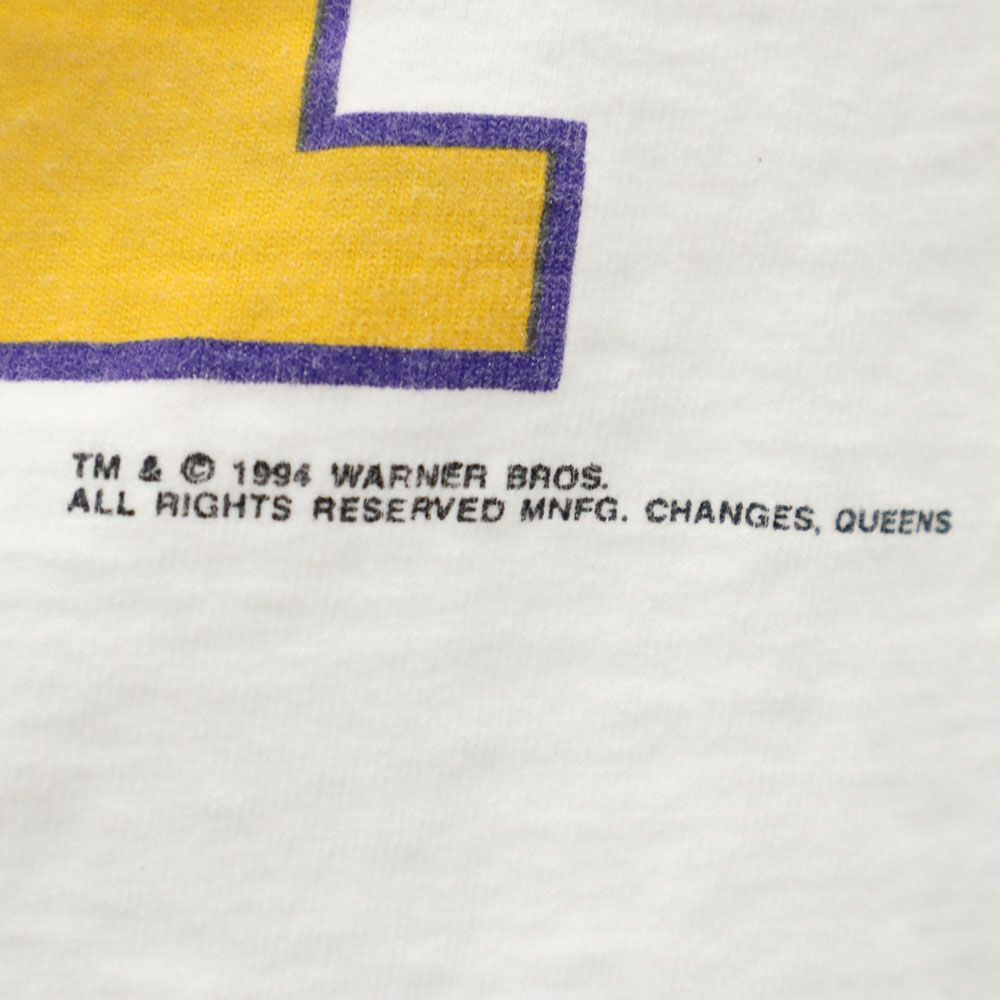 TM & © 1994 WARNER BROS.
ALL RIGHTS RESERVED MNFG. CHANGES, QUEENS